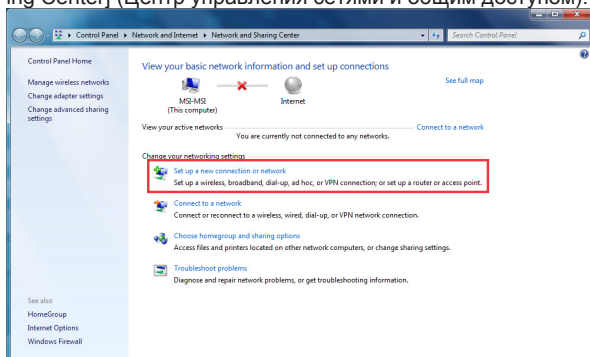 ing Center] (Центр управления сетями и общим доступом).
Control Panel ▸ Network and Internet ▸ Network and Sharing Center
Search Control Panel
Control Panel Home
Manage wireless networks
Change adapter settings
Change advanced sharing
settings
View your basic network information and set up connections
See full map
MSI-MSI
(This computer)
Internet
View your active networks
Connect to a network
You are currently not connected to any networks.
Change your networking settings
Set up a new connection or network
Set up a wireless, broadband, dial-up, ad hoc, or VPN connection; or set up a router or access point.
Connect to a network
Connect or reconnect to a wireless, wired, dial-up, or VPN network connection.
Choose homegroup and sharing options
Access files and printers located on other network computers, or change sharing settings.
Troubleshoot problems
Diagnose and repair network problems, or get troubleshooting information.
See also
HomeGroup
Internet Options
Windows Firewall